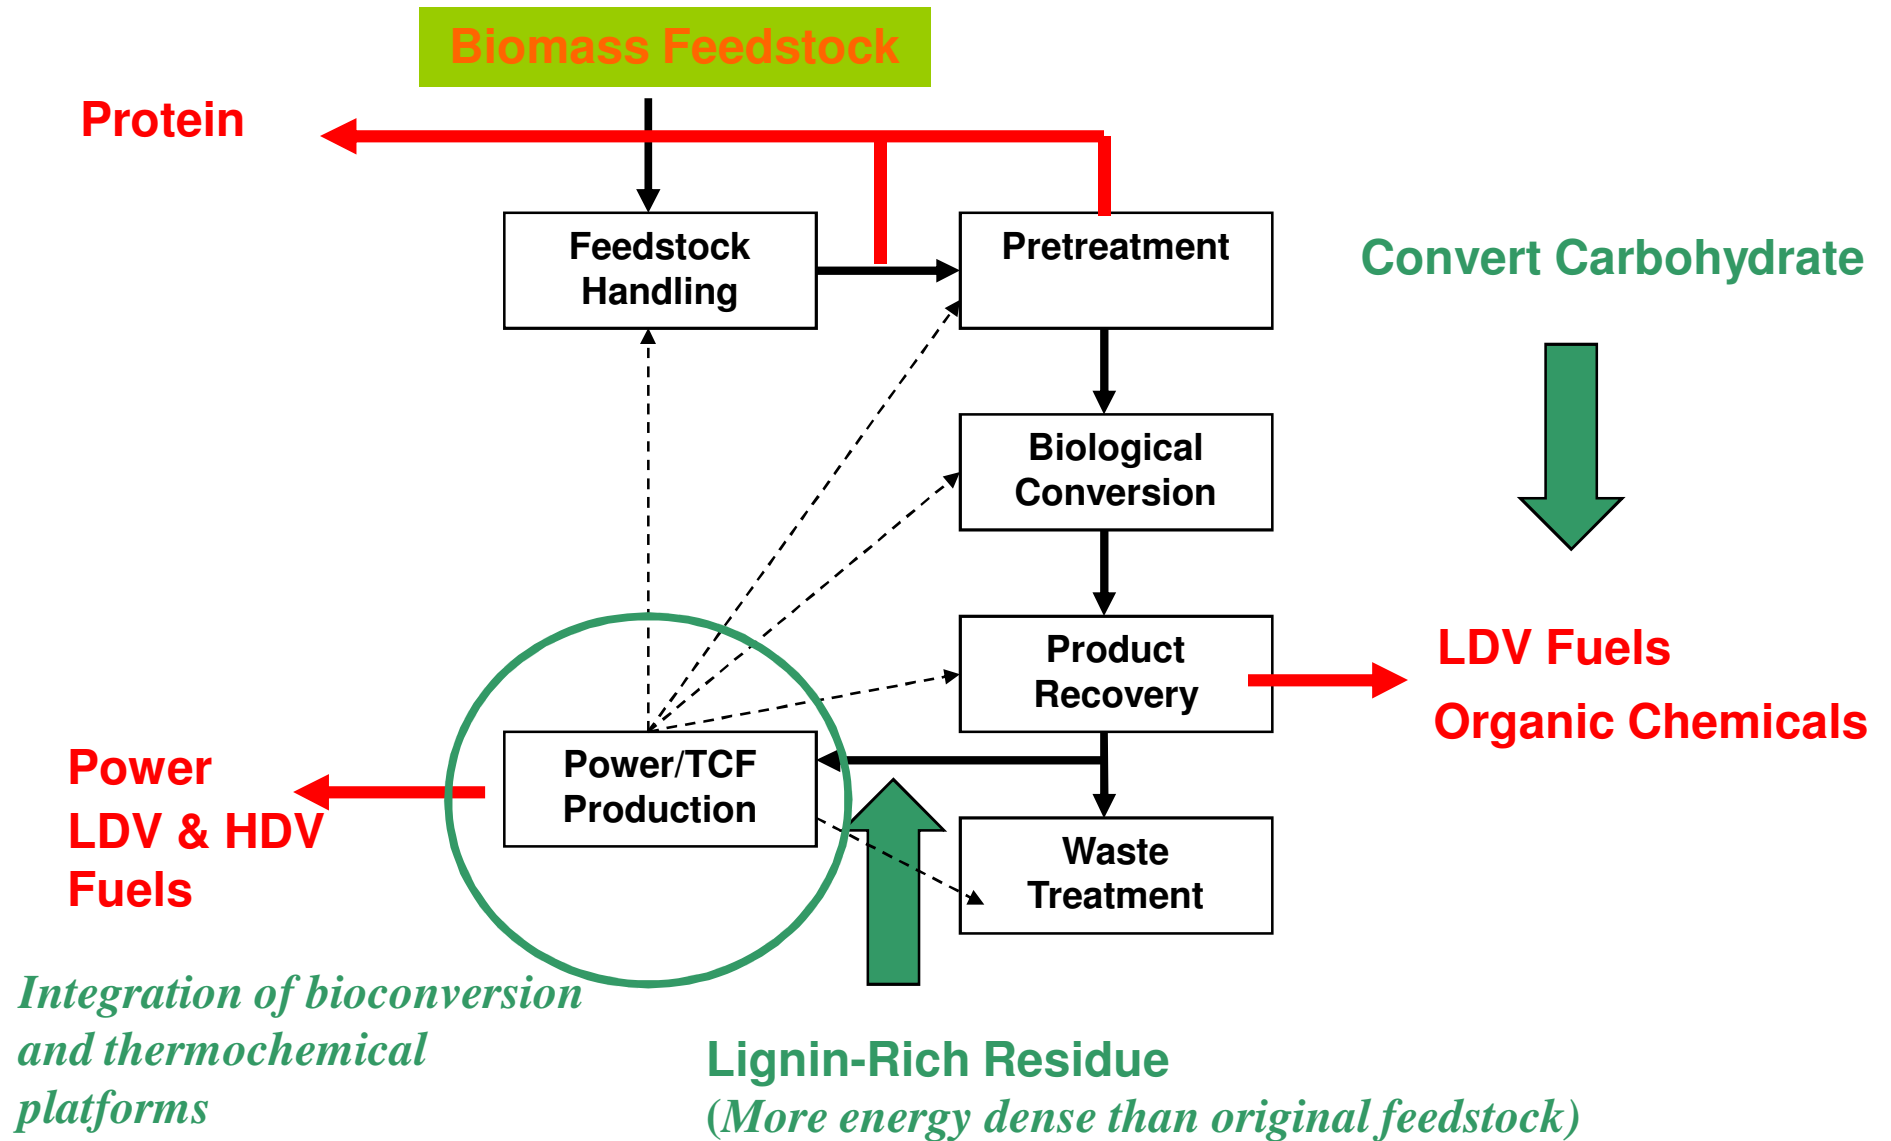 Biomass Feedstock
Protein
Feedstock
Handling
Pretreatment
Convert Carbohydrate
Biological
Conversion
Product
Recovery
LDV Fuels
Organic Chemicals
Power/TCF
Production
Power
LDV & HDV
Fuels
Waste
Treatment
Integration of bioconversion
and thermochemical
platforms
Lignin-Rich Residue
(More energy dense than original feedstock)